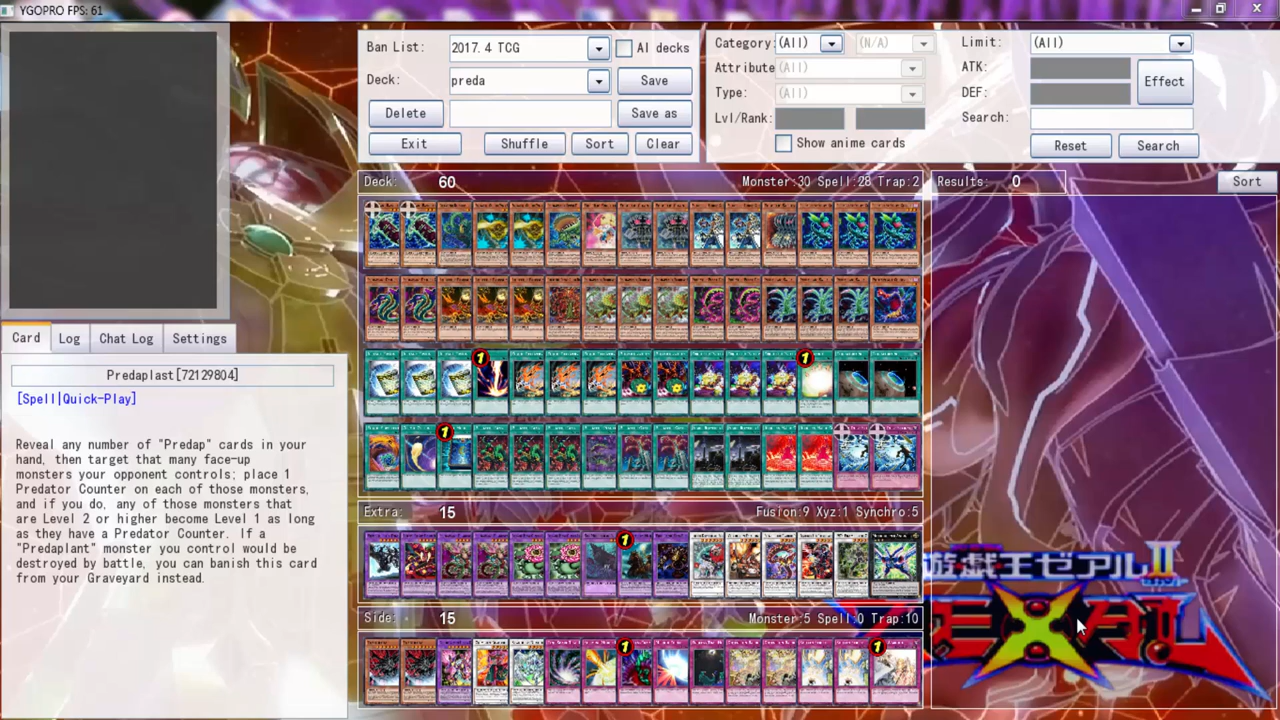 YGOPRO FPS: 61
Ban List:
2017.4 TCG
AI decks
Deck:
preda
Save
Delete
Save as
Exit
Shuffle
Sort
Clear
Category:
(All)
(N/A)
Limit:
(All)
Attribute
(All)
ATK:
Type:
(All)
DEF:
Effect
Lvl/Rank:
Search:
Show anime cards
Reset
Search
Deck:
60
Monster:30 Spell:28 Trap:2
Results:
0
Sort
Card
Log
Chat Log
Settings
Predaplast[72129804]
[Spell|Quick-Play]
Reveal any number of "Predap" cards in your
hand, then target that many face-up
monsters your opponent controls; place 1
Predator Counter on each of those monsters,
and if you do, any of those monsters that
are Level 2 or higher become Level 1 as long
as they have a Predator Counter. If a
"Predaplant" monster you control would be
destroyed by battle, you can banish this card
from your Graveyard instead.
1
1
1
Extra:
15
Fusion:9 Xyz:1 Synchro:5
1
Side:
15
Monster:5 Spell:0 Trap:10
1
1
遊戯王ゼアルII